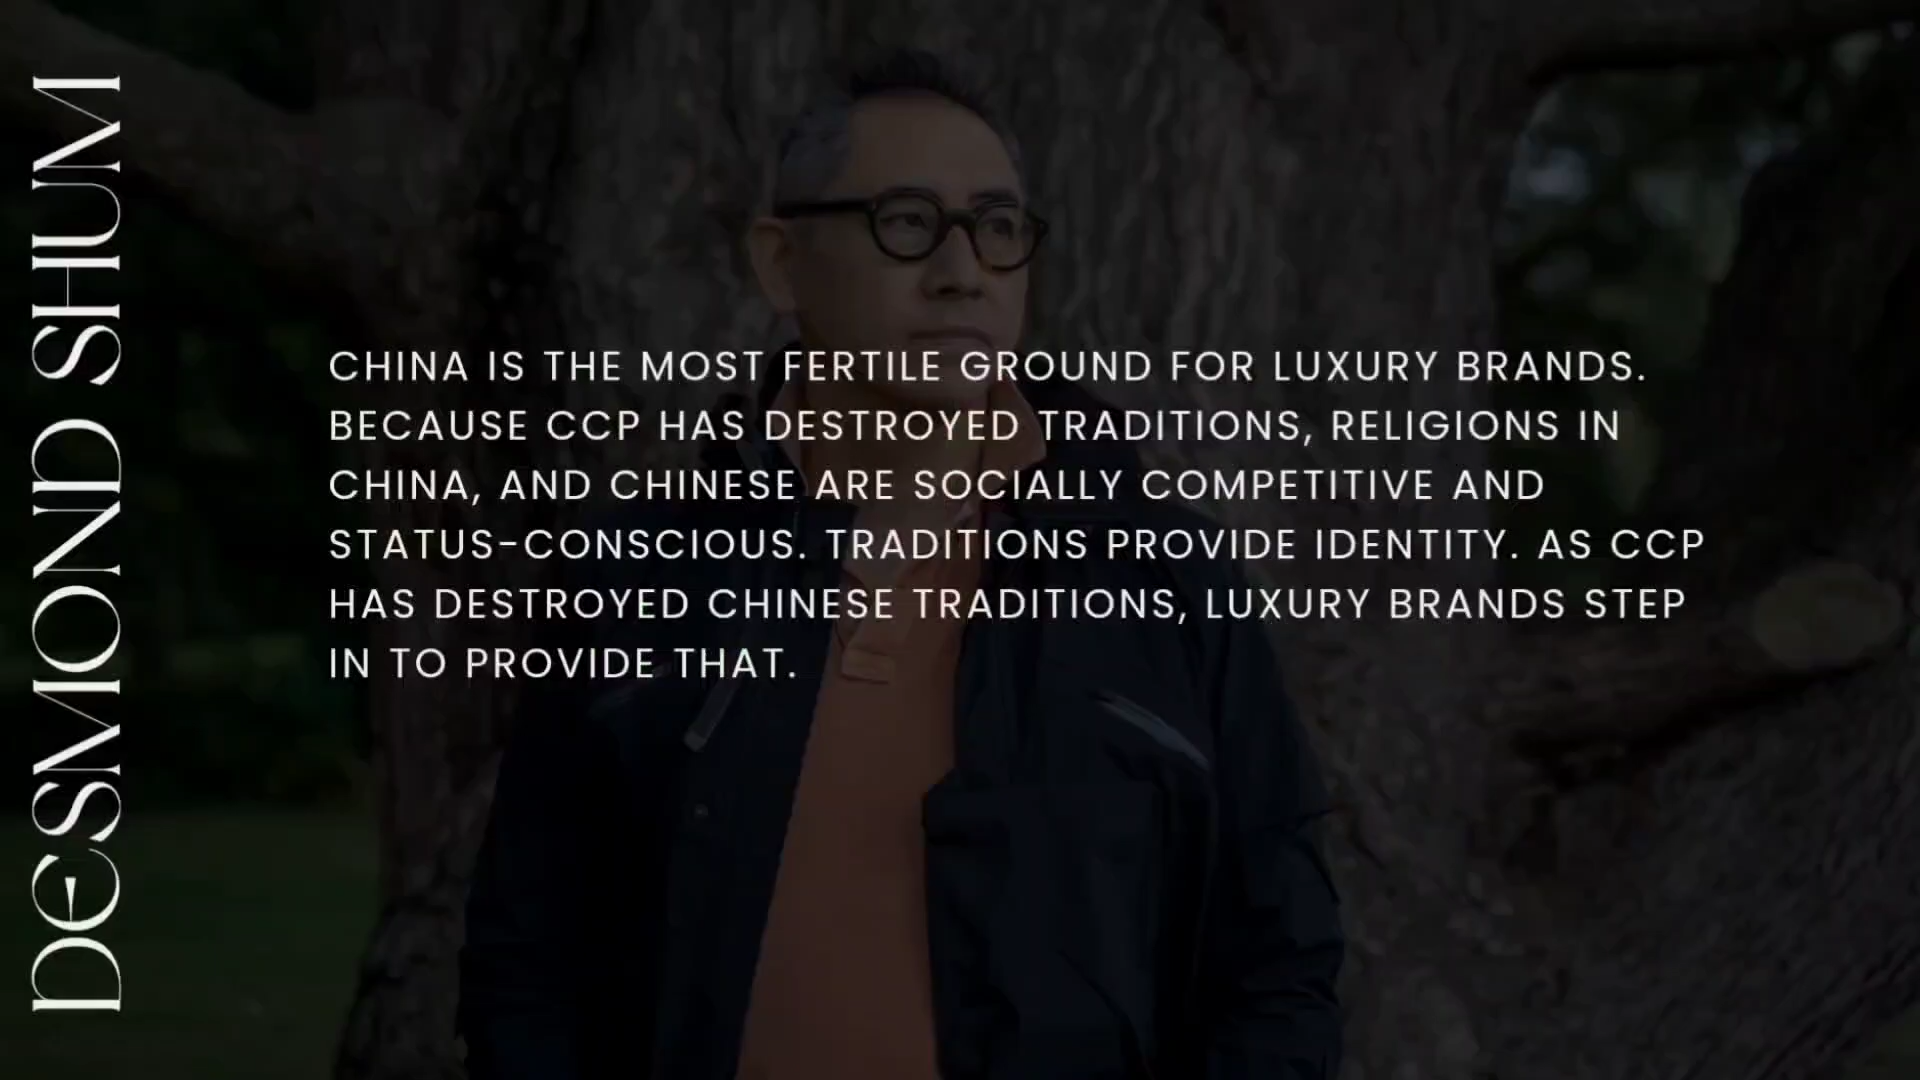 DESMOND SHUM
CHINA IS THE MOST FERTILE GROUND FOR LUXURY BRANDS.
BECAUSE CCP HAS DESTROYED TRADITIONS, RELIGIONS IN
CHINA, AND CHINESE ARE SOCIALLY COMPETITIVE AND
STATUS-CONSCIOUS. TRADITIONS PROVIDE IDENTITY. AS CCP
HAS DESTROYED CHINESE TRADITIONS, LUXURY BRANDS STEP
IN TO PROVIDE THAT.